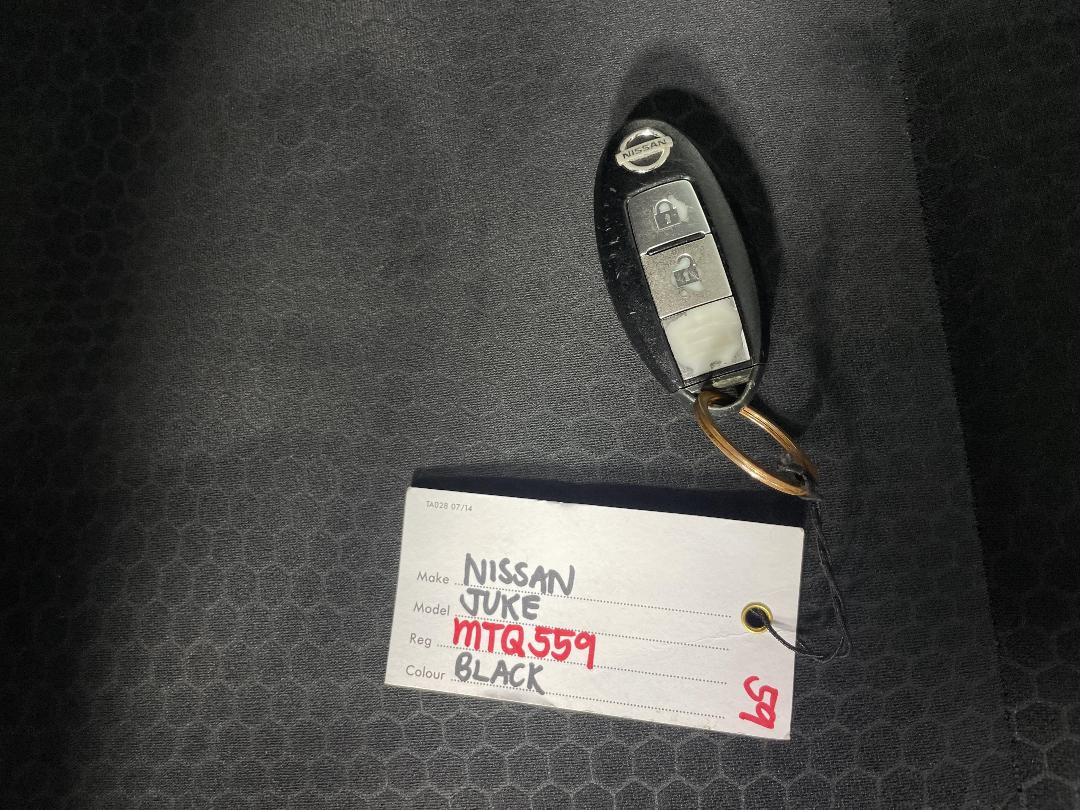 NISSAN
TA028 07/14
Make NISSAN
Model JUKE
Reg MTQ559
Colour BLACK
59